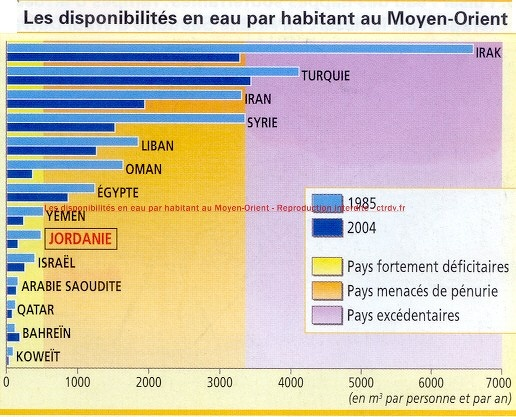 Les disponibilités en eau par habitant au Moyen-Orient
IRAK
TURQUIE
IRAN
SYRIE
LIBAN
OMAN
ÉGYPTE
Les disponibilités en eau par habitant au Moyen-Orient - Reproduction interdite - ctrdv.fr
YÉMEN
JORDANIE
ISRAËL
ARABIE SAOUDITE
QATAR
BAHREÏN
KOWEÏT
1985
2004
Pays fortement déficitaires
Pays menacés de pénurie
Pays excédentaires
0 1000 2000 3000 4000 5000 6000 7000
(en m³ par personne et par an)